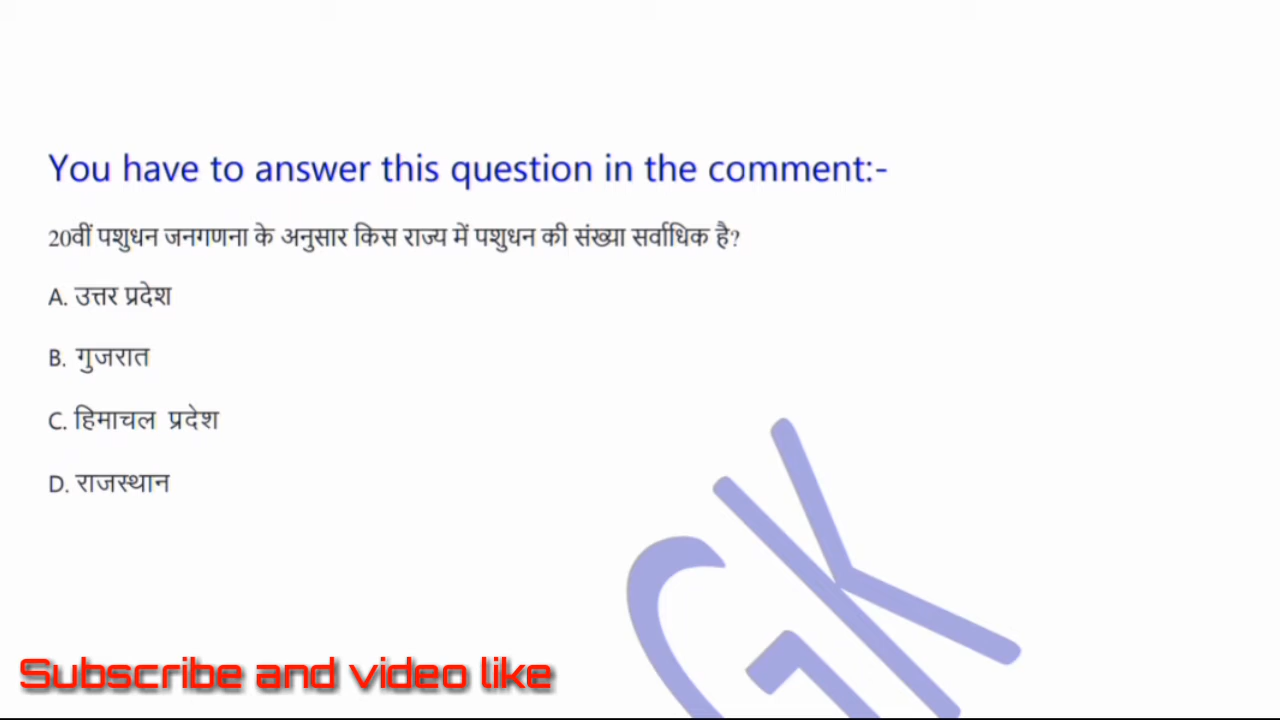 You have to answer this question in the comment:-
20वीं पशुधन जनगणना के अनुसार किस राज्य में पशुधन की संख्या सर्वाधिक है?
A. उत्तर प्रदेश
B. गुजरात
C. हिमाचल प्रदेश
D. राजस्थान
GK
Subscribe and video like